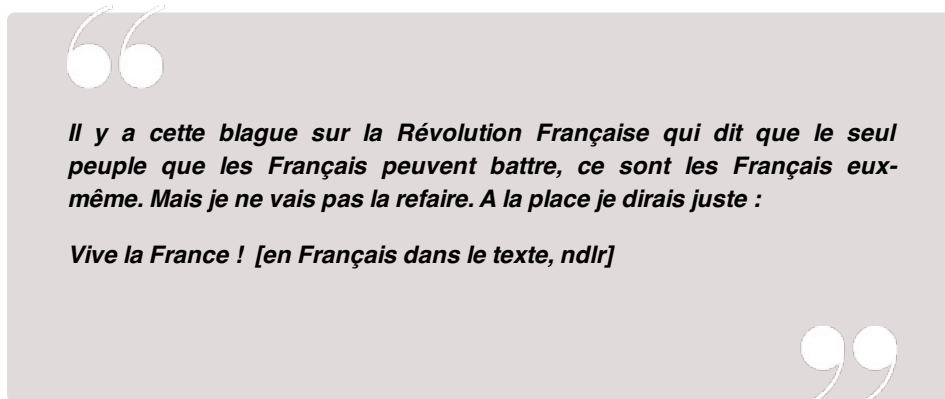 Il y a cette blague sur la Révolution Française qui dit que le seul
peuple que les Français peuvent battre, ce sont les Français eux-
même. Mais je ne vais pas la refaire. A la place je dirais juste :
Vive la France ! [en Français dans le texte, ndlr]